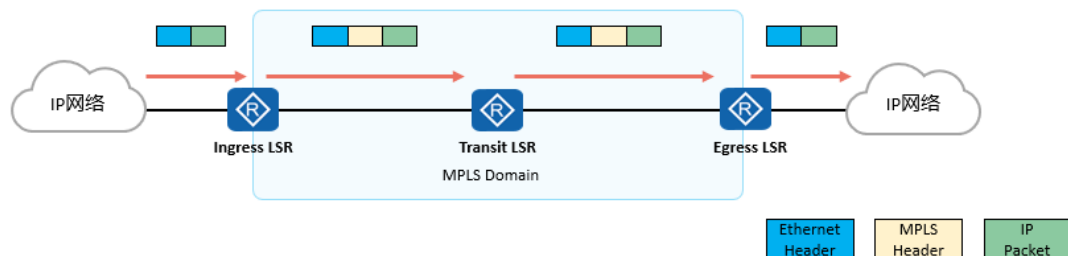 IP网络
R
R
R
IP网络
Ingress LSR
Transit LSR
Egress LSR
MPLS Domain
Ethernet
Header
MPLS
Header
IP
Packet